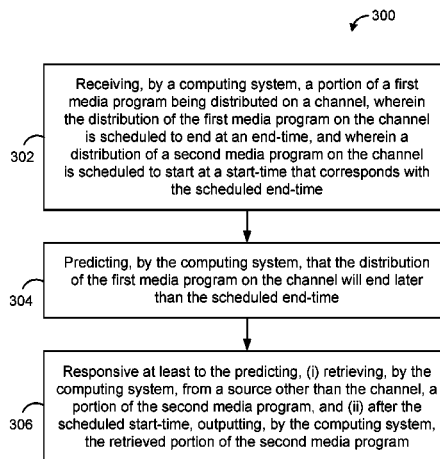 300
Receiving, by a computing system, a portion of a first
media program being distributed on a channel, wherein
the distribution of the first media program on the channel
is scheduled to end at an end-time, and wherein a
distribution of a second media program on the channel
is scheduled to start at a start-time that corresponds with
the scheduled end-time
302
Predicting, by the computing system, that the distribution
of the first media program on the channel will end later
than the scheduled end-time
304
Responsive at least to the predicting, (i) retrieving, by the
computing system, from a source other than the channel, a
portion of the second media program, and (ii) after the
scheduled start-time, outputting, by the computing system,
the retrieved portion of the second media program
306